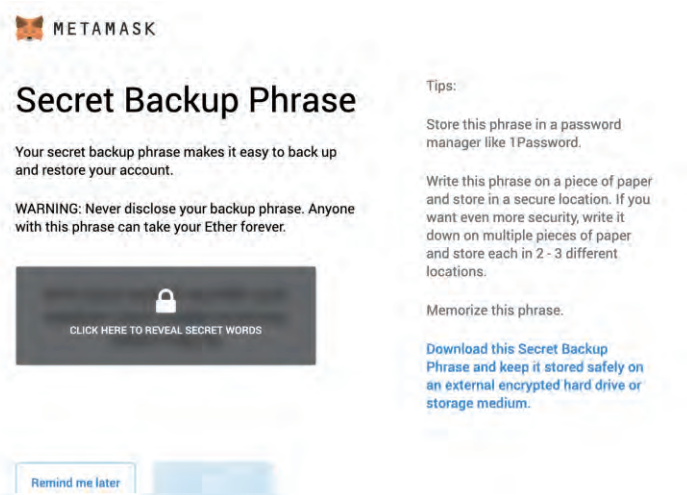 METAMASK
Secret Backup Phrase
Your secret backup phrase makes it easy to back up
and restore your account.
WARNING: Never disclose your backup phrase. Anyone
with this phrase can take your Ether forever.
CLICK HERE TO REVEAL SECRET WORDS
Remind me later
Tips:
Store this phrase in a password
manager like 1Password.
Write this phrase on a piece of paper
and store in a secure location. If you
want even more security, write it
down on multiple pieces of paper
and store each in 2 - 3 different
locations.
Memorize this phrase.
Download this Secret Backup
Phrase and keep it stored safely on
an external encrypted hard drive or
storage medium.